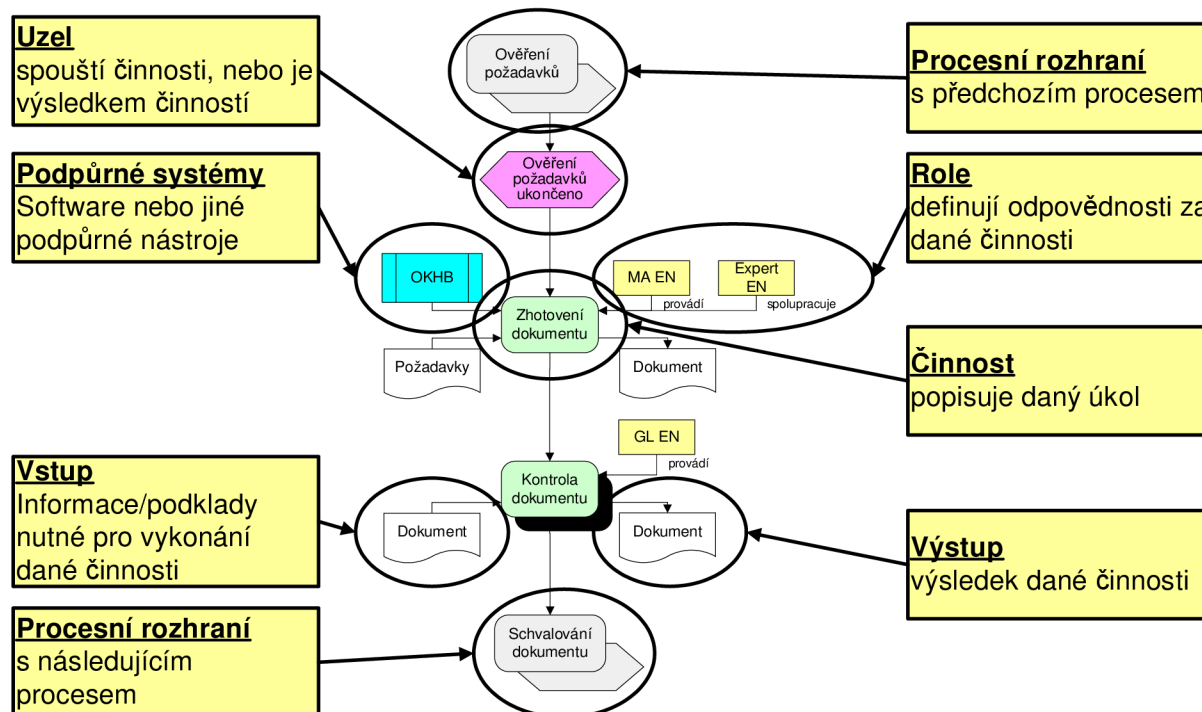 Uzel
spouští činnosti, nebo je
výsledkem činností
Ověření
požadavků
Procesní rozhraní
s předchozím procesem
Podpůrné systémy
Software nebo jiné
podpůrné nástroje
Ověření
požadavků
ukončeno
Role
definují odpovědnosti za
dané činnosti
OKHB
MA EN
provádí
Expert
EN
spolupracuje
Zhotovení
dokumentu
Požadavky
Dokument
Činnost
popisuje daný úkol
GL EN
provádí
Vstup
Informace/podklady
nutné pro vykonání
dané činnosti
Kontrola
dokumentu
Dokument
Dokument
Výstup
výsledek dané činnosti
Procesní rozhraní
s následujícím
procesem
Schvalování
dokumentu